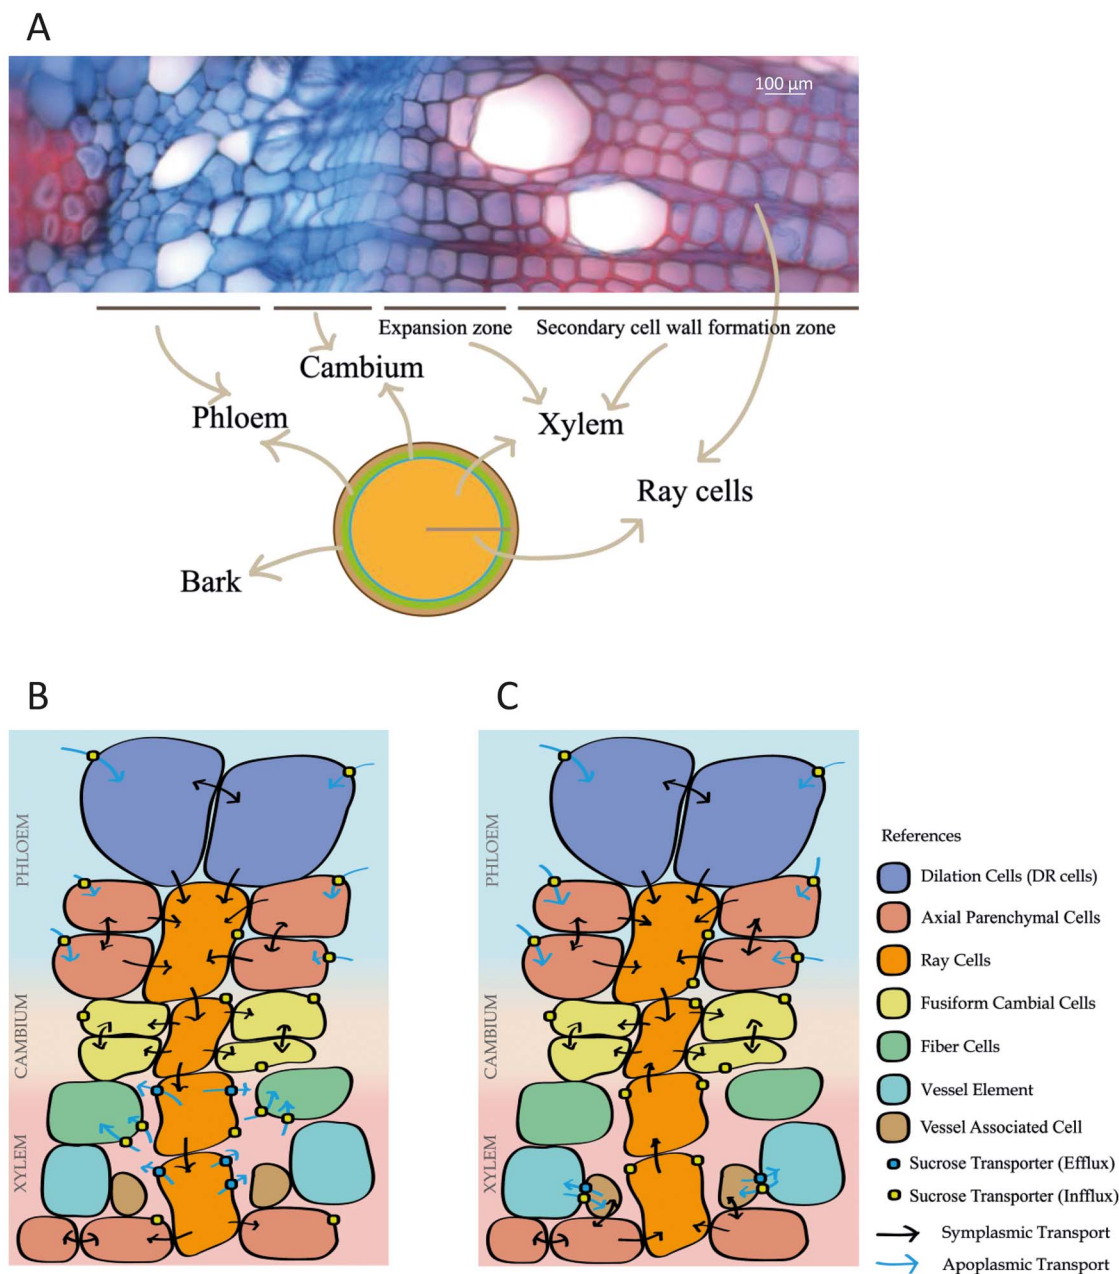 A
100 µm
Expansion zone
Secondary cell wall formation zone
Cambium
Phloem
Xylem
Ray cells
Bark
B
C
PHLOEM
CAMBIUM
XYLEM
PHLOEM
CAMBIUM
XYLEM
References
Dilation Cells (DR cells)
Axial Parenchymal Cells
Ray Cells
Fusiform Cambial Cells
Fiber Cells
Vessel Element
Vessel Associated Cell
Sucrose Transporter (Efflux)
Sucrose Transporter (Infflux)
Symplasmic Transport
Apoplasmic Transport